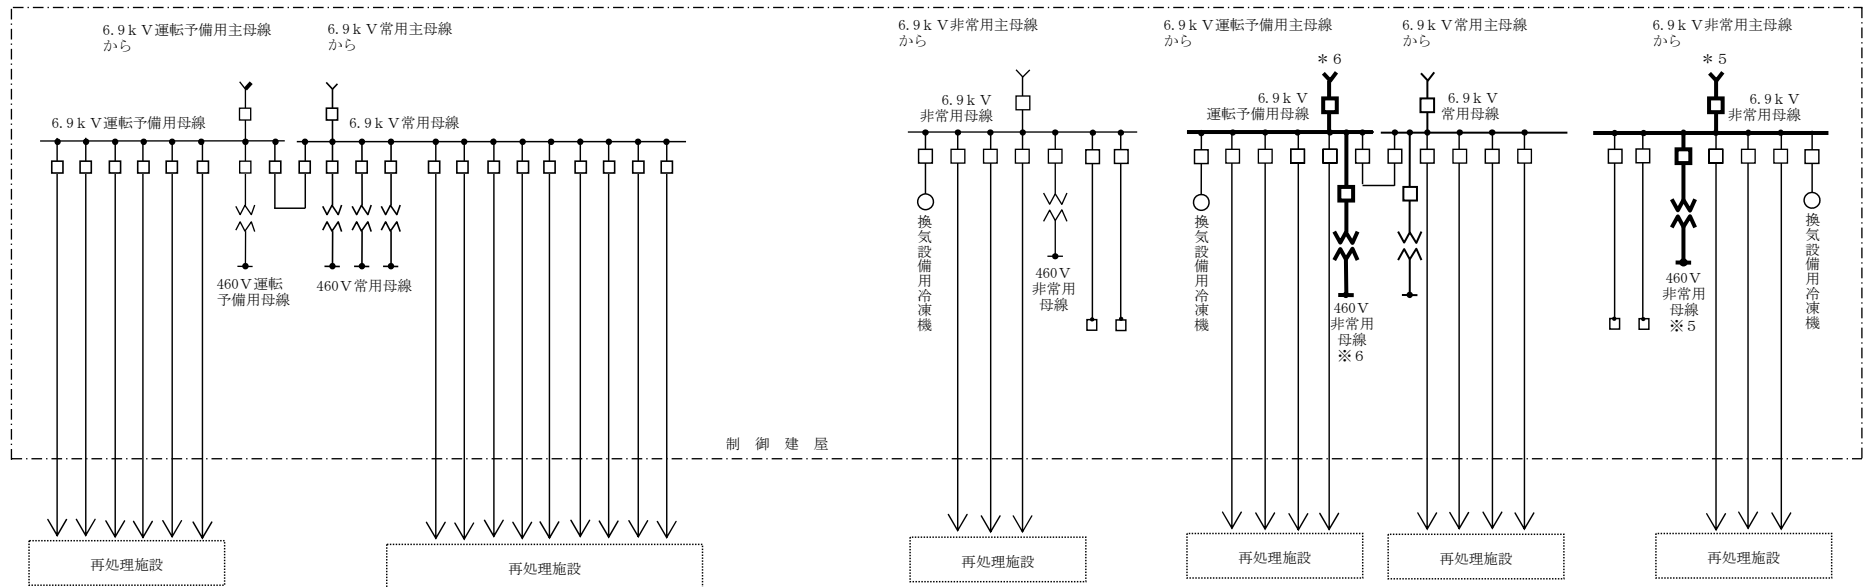 6.9kV運転予備用主母線
から
6.9kV常用主母線
から
6.9kV運転予備用母線
6.9kV常用母線
460V運転
予備用母線
460V常用母線
再処理施設
再処理施設
6.9kV非常用主母線
から
6.9kV
非常用母線
換気設備用冷凍機
460V
非常用
母線
再処理施設
6.9kV運転予備用主母線
から
*6
6.9kV
運転予備用母線
換気設備用冷凍機
460V
非常用
母線
※6
再処理施設
6.9kV常用主母線
から
6.9kV
常用母線
再処理施設
6.9kV非常用主母線
から
*5
6.9kV
非常用母線
460V
非常用
母線
※5
換気設備用冷凍機
再処理施設
制御建屋